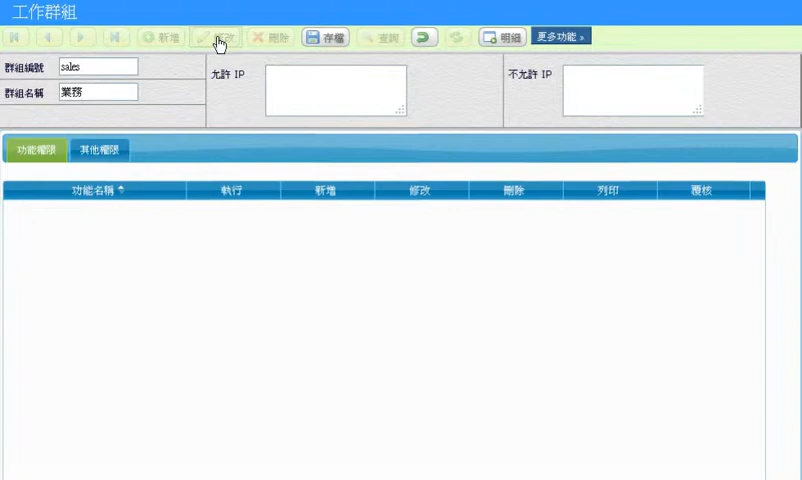 工作群組
新增 修改 刪除 存檔 查詢 明細 更多功能 »
群組編號 sales 允許 IP 不允許 IP
群組名稱 業務
功能權限 其他權限
功能名稱 執行 新增 修改 刪除 列印 覆核